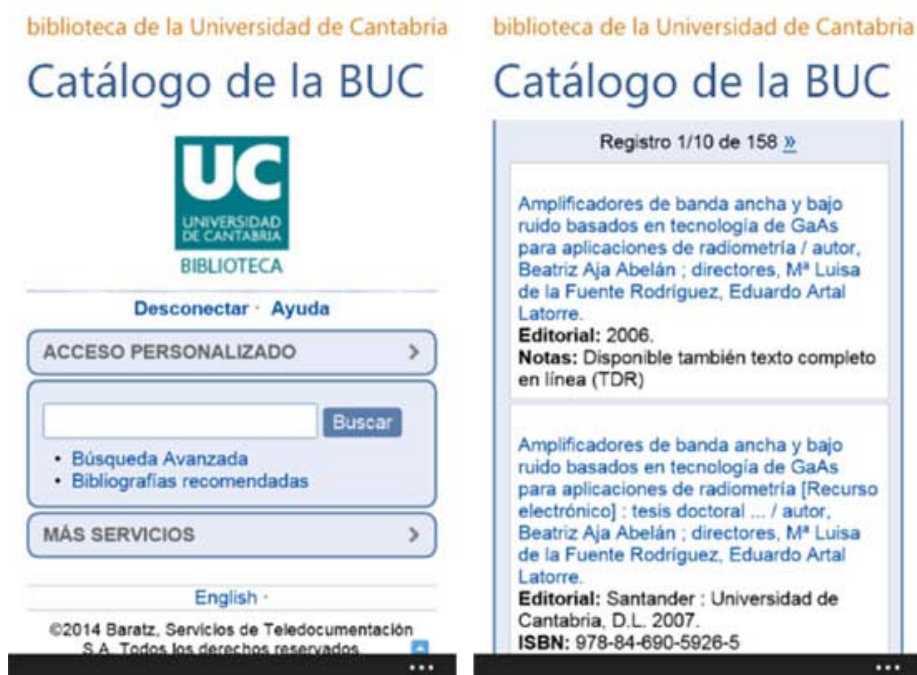 biblioteca de la Universidad de Cantabria
Catálogo de la BUC
UC
UNIVERSIDAD
DE CANTABRIA
BIBLIOTECA
Desconectar · Ayuda
ACCESO PERSONALIZADO >
Buscar
• Búsqueda Avanzada
• Bibliografías recomendadas
MÁS SERVICIOS >
English ·
©2014 Baratz, Servicios de Teledocumentación
S.A. Todos los derechos reservados
...
biblioteca de la Universidad de Cantabria
Catálogo de la BUC
Registro 1/10 de 158 »
Amplificadores de banda ancha y bajo
ruido basados en tecnología de GaAs
para aplicaciones de radiometría / autor,
Beatriz Aja Abelán ; directores, Mª Luisa
de la Fuente Rodríguez, Eduardo Artal
Latorre.
Editorial: 2006.
Notas: Disponible también texto completo
en línea (TDR)
Amplificadores de banda ancha y bajo
ruido basados en tecnología de GaAs
para aplicaciones de radiometría [Recurso
electrónico] : tesis doctoral ... / autor,
Beatriz Aja Abelán ; directores, Mª Luisa
de la Fuente Rodríguez, Eduardo Artal
Latorre.
Editorial: Santander : Universidad de
Cantabria, D.L. 2007.
ISBN: 978-84-690-5926-5
...